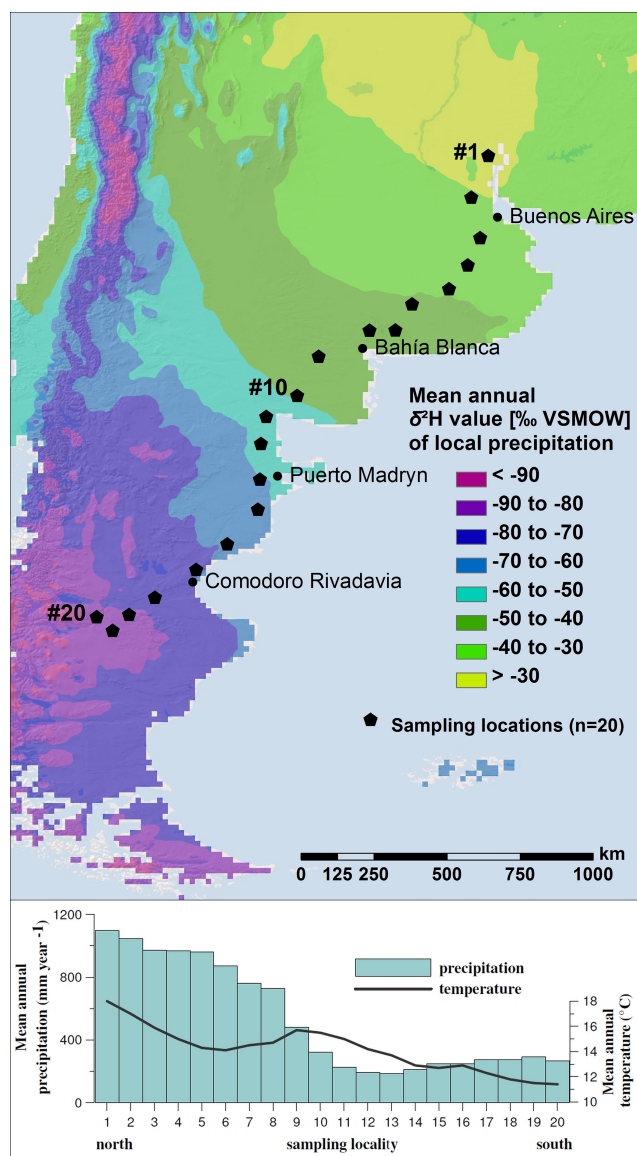 #1
Buenos Aires
Bahía Blanca
#10
Mean annual
δ²H value [‰ VSMOW]
of local precipitation
Puerto Madryn
< -90
-90 to -80
-80 to -70
-70 to -60
-60 to -50
-50 to -40
-40 to -30
> -30
Comodoro Rivadavia
#20
Sampling locations (n=20)
km
0 125 250 500 750 1000
Mean annual
precipitation (mm year -1)
1200
800
400
0
precipitation
temperature
18
16
14
12
10
Mean annual
temperature (°C)
1 2 3 4 5 6 7 8 9 10 11 12 13 14 15 16 17 18 19 20
north sampling locality south